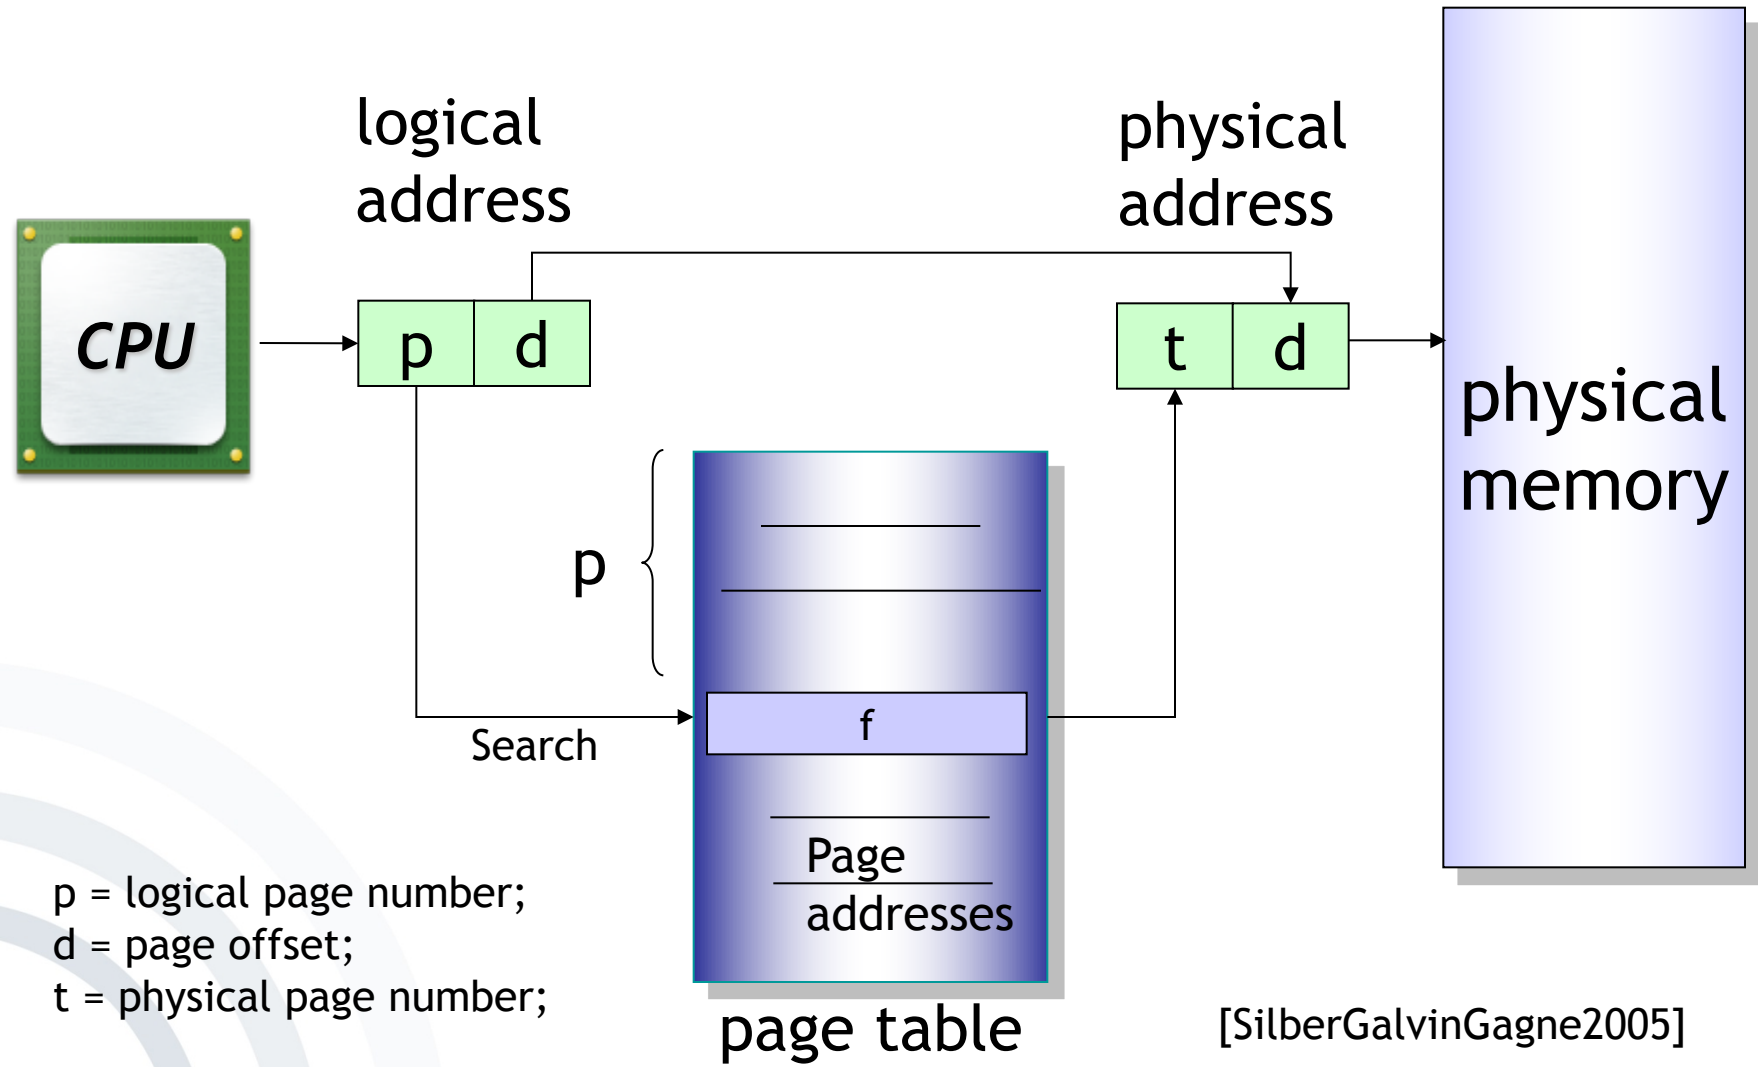 logical
address
physical
address
CPU
p
d
t
d
physical
memory
p
f
Search
Page
addresses
p = logical page number;
d = page offset;
t = physical page number;
page table
[SilberGalvinGagne2005]